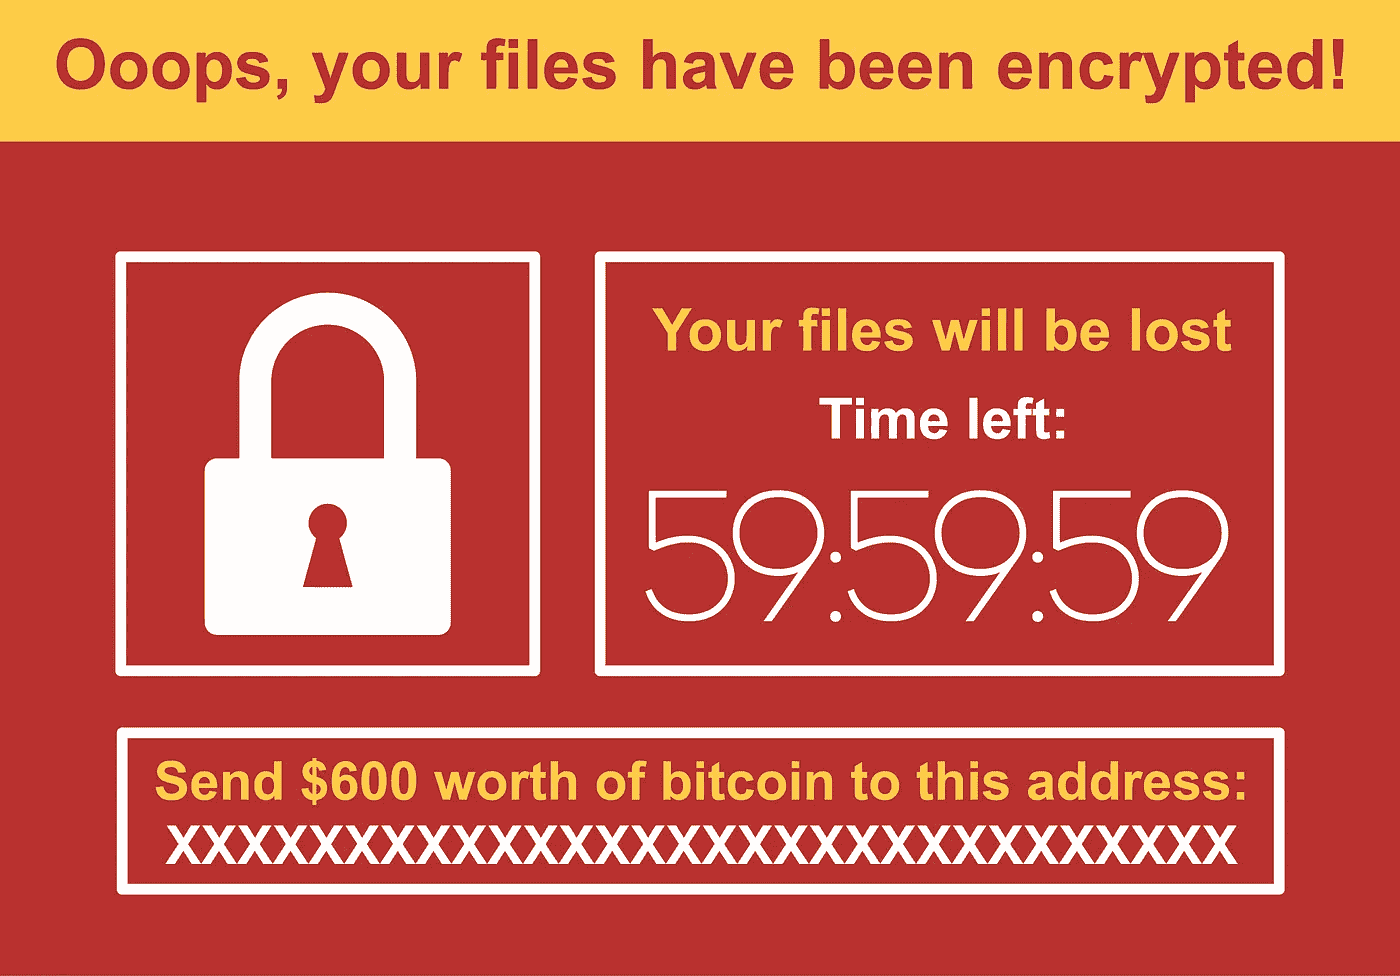 Ooops, your files have been encrypted!
Your files will be lost
Time left:
59:59:59
Send $600 worth of bitcoin to this address:
XXXXXXXXXXXXXXXXXXXXXXXXXXXXXX